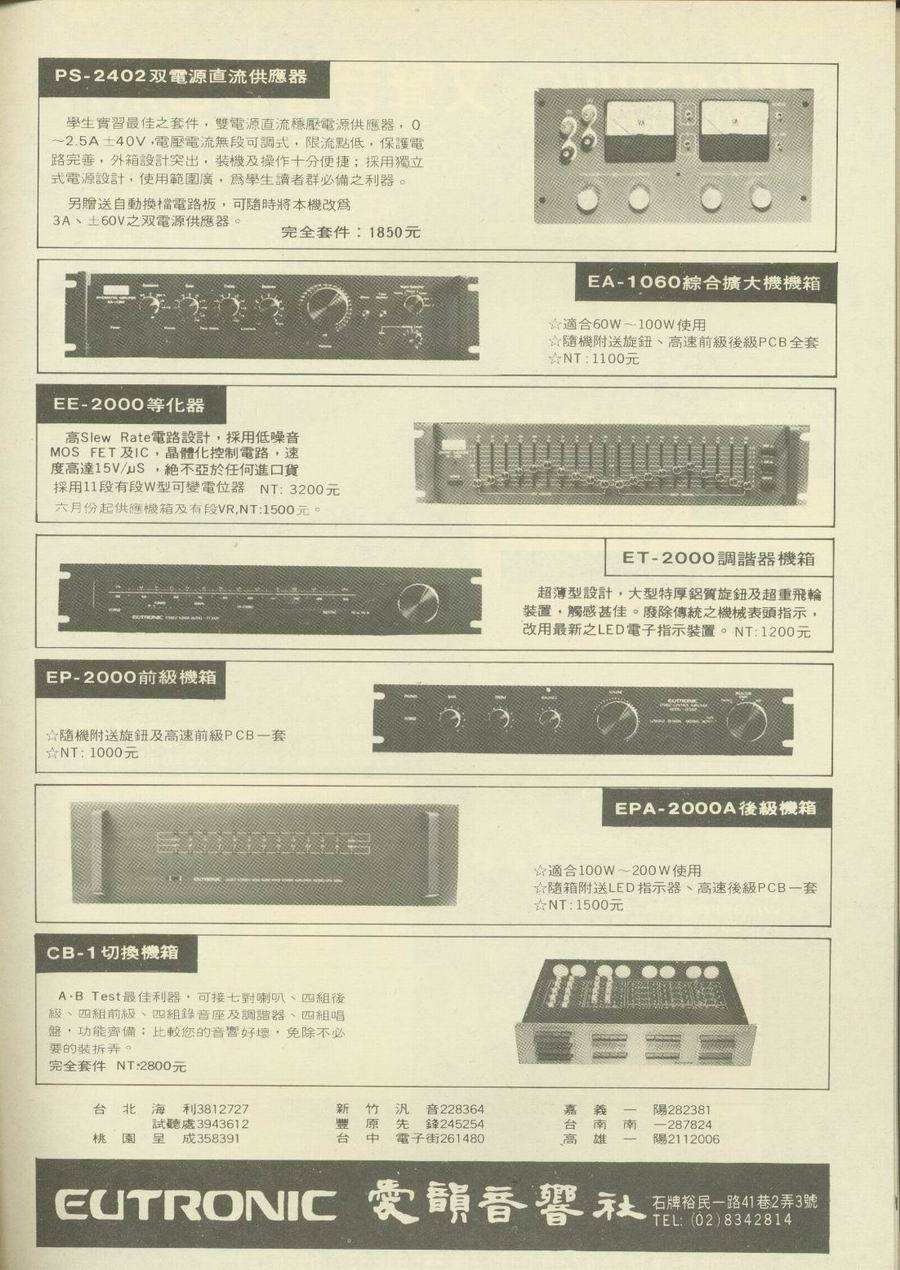 PS-2402双電源直流供應器
學生實習最佳之套件，雙電源直流穩壓電源供應器，0
～2.5A±40V，電壓電流無段可調式，限流點低，保護電
路完善，外箱設計突出，裝機及操作十分便捷；採用獨立
式電源設計，使用範圍廣，爲學生讀者群必備之利器。
另贈送自動換檔電路板，可隨時將本機改爲
3A、±60V之双電源供應器。
完全套件：1850元
EA-1060綜合擴大機機箱
☆適合60W～100W使用
☆隨機附送旋鈕、高速前級後級PCB全套
☆NT:1100元
EE-2000等化器
高Slew Rate電路設計，採用低噪音
MOS FET及IC，晶體化控制電路，速
度高達15V/μS，絶不亞於任何進口貨
採用11段有段W型可變電位器 NT: 3200元
六月份起供應機箱及有段VR,NT:1500元。
ET-2000調諧器機箱
超薄型設計，大型特厚鋁質旋鈕及超重飛輪
裝置，觸感甚佳。廢除傳統之機械表頭指示，
改用最新之LED電子指示裝置。NT:1200元
EUTRONIC
EP-2000前級機箱
☆隨機附送旋鈕及高速前級PCB一套
☆NT: 1000元
EUTRONIC
EPA-2000A後級機箱
☆適合100W～200W使用
☆隨箱附送LED指示器、高速後級PCB一套
☆NT:1500元
EUTRONIC
CB-1切換機箱
A·B Test最佳利器，可接七對喇叭、四組後
級、四組前級、四組錄音座及調諧器、四組唱
盤，功能齊備；比較您的音響好壞，免除不必
要的裝拆弄。
完全套件 NT:2800元
台北海利3812727
試聽處3943612
桃園呈成358391
新竹汎音228364
豐原先鋒245254
台中電子街261480
嘉義一陽282381
台南南一287824
高雄一陽2112006
EUTRONIC 愛韻音響社
石牌裕民一路41巷2弄3號
TEL: (02)8342814